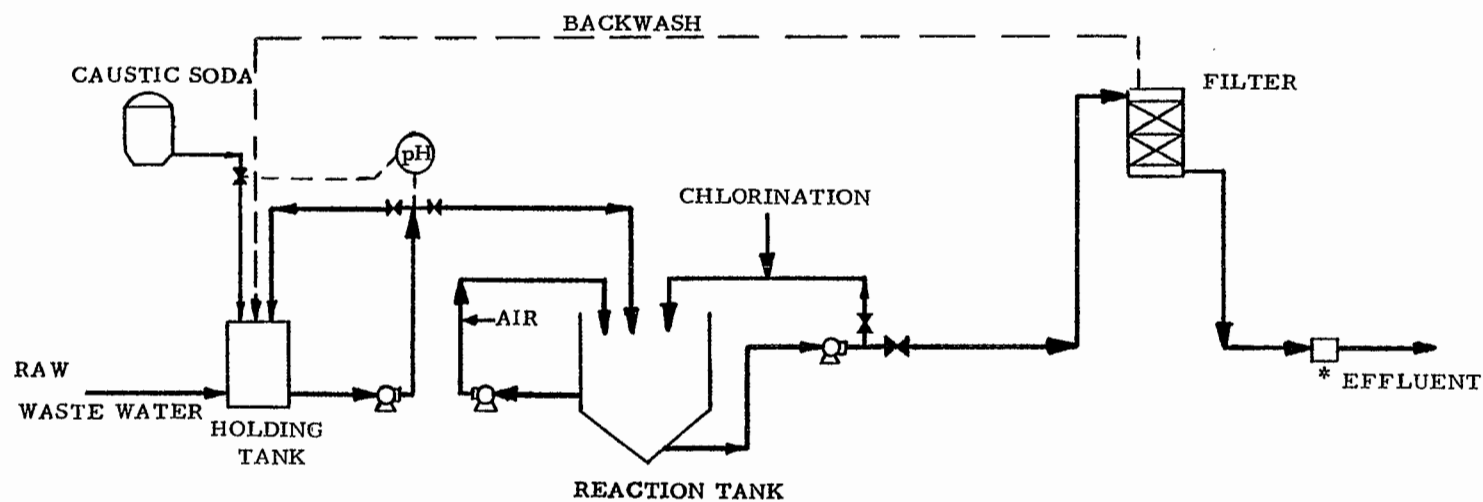 BACKWASH
CAUSTIC SODA
FILTER
pH
CHLORINATION
AIR
RAW
WASTE WATER
HOLDING
TANK
* EFFLUENT
REACTION TANK